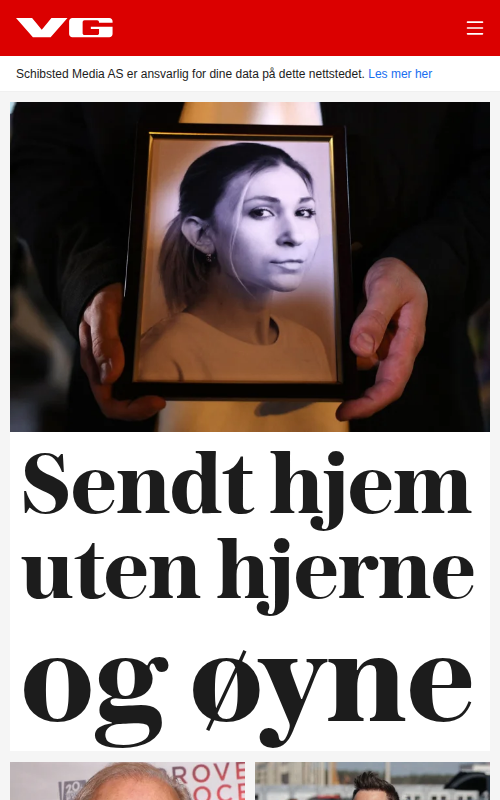 VG
Schibsted Media AS er ansvarlig for dine data på dette nettstedet. Les mer her
Sendt hjem
uten hjerne
og øyne